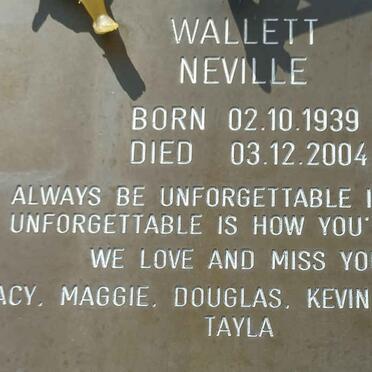 WALLETT
NEVILLE
BORN 02.10.1939
DIED 03.12.2004
ALWAYS BE UNFORGETTABLE
UNFORGETTABLE IS HOW
WE LOVE AND MISS
MAGGIE, DOUGLAS, KEVIN
TAYLA